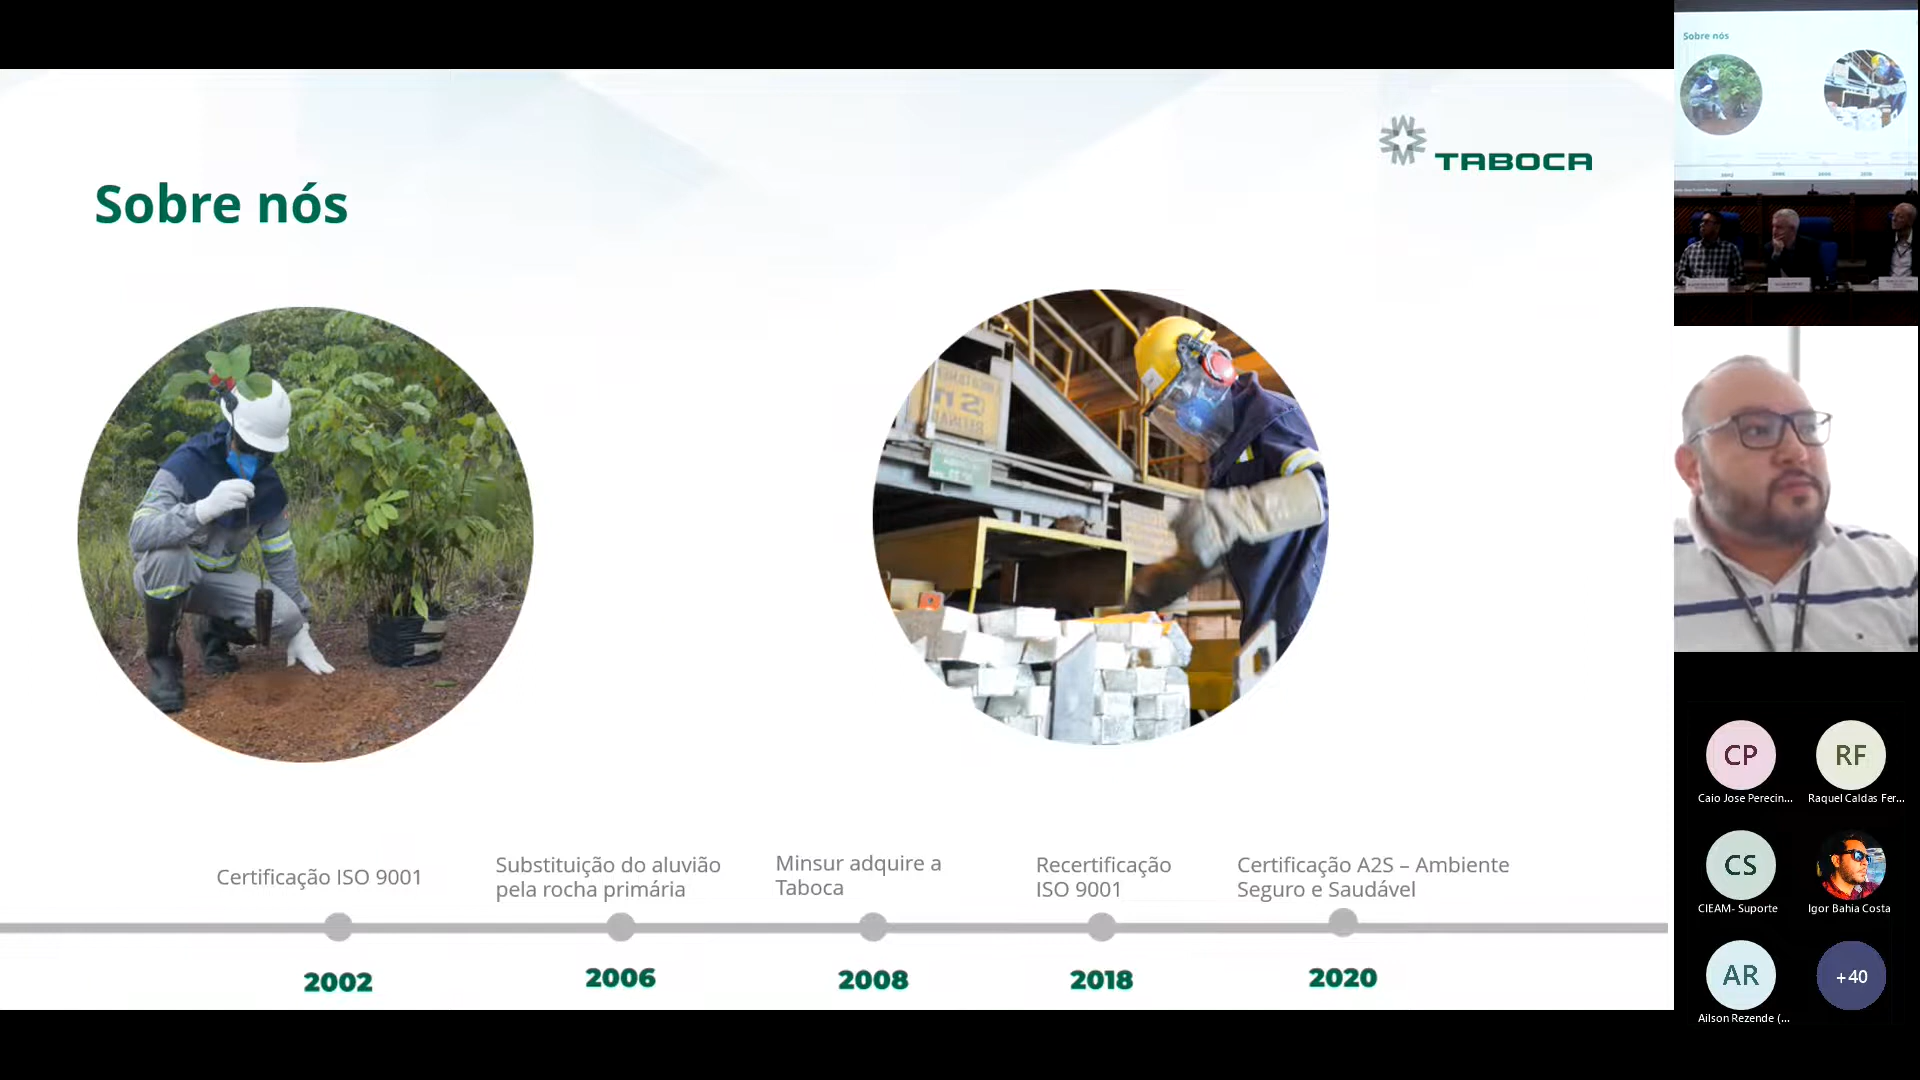 Sobre nós
TABOCA
Certificação ISO 9001
Substituição do aluvião
pela rocha primária
Minsur adquire a
Taboca
Recertificação
ISO 9001
Certificação A2S – Ambiente
Seguro e Saudável
2002
2006
2008
2018
2020
Sobre nós
CP
RF
Caio Jose Perecin...
Raquel Caldas Fer...
CS
CIEAM- Suporte
Igor Bahia Costa
AR
+40
Ailson Rezende (...